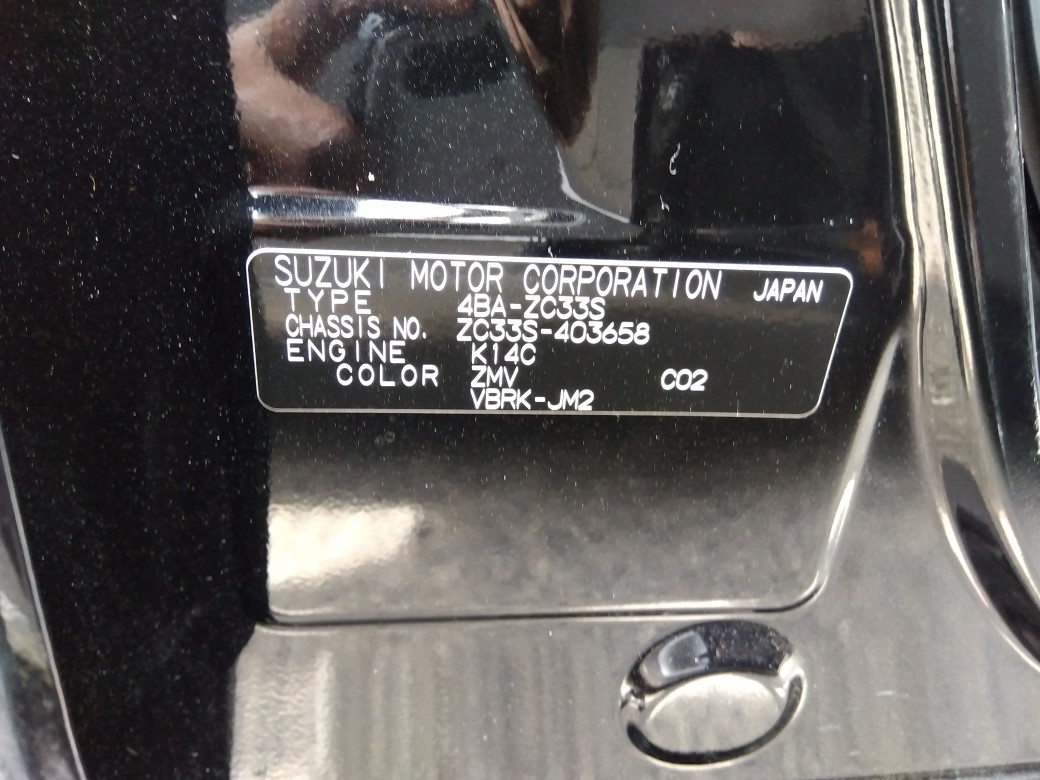 SUZUKI MOTOR CORPORATION JAPAN
TYPE 4BA-ZC33S
CHASSIS NO. ZC33S-403658
ENGINE K14C
COLOR ZMV C02
VBRK-JM2